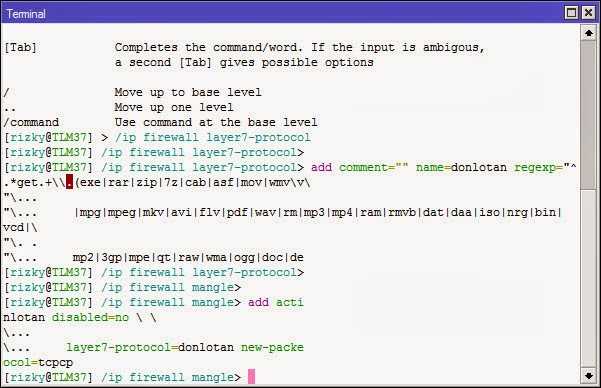 Terminal
[Tab] Completes the command/word. If the input is ambigous,
a second [Tab] gives possible options
/ Move up to base level
.. Move up one level
/command Use command at the base level
[rizky@TLM37] > /ip firewall layer7-protocol
[rizky@TLM37] /ip firewall layer7-protocol>
[rizky@TLM37] /ip firewall layer7-protocol> add comment="" name=donlotan regexp="^
.*get.+\\.(exe|rar|zip|7z|cab|asf|mov|wmv\v\
"\...
"\... |mpg|mpeg|mkv|avi|flv|pdf|wav|rm|mp3|mp4|ram|rmvb|dat|daa|iso|nrg|bin|
vcd|\
"\. .
"\... mp2|3gp|mpe|qt|raw|wma|ogg|doc|de
[rizky@TLM37] /ip firewall layer7-protocol>
[rizky@TLM37] /ip firewall mangle>
[rizky@TLM37] /ip firewall mangle> add acti
nlotan disabled=no \ \
\...
\... layer7-protocol=donlotan new-packe
ocol=tcpcp
[rizky@TLM37] /ip firewall mangle>